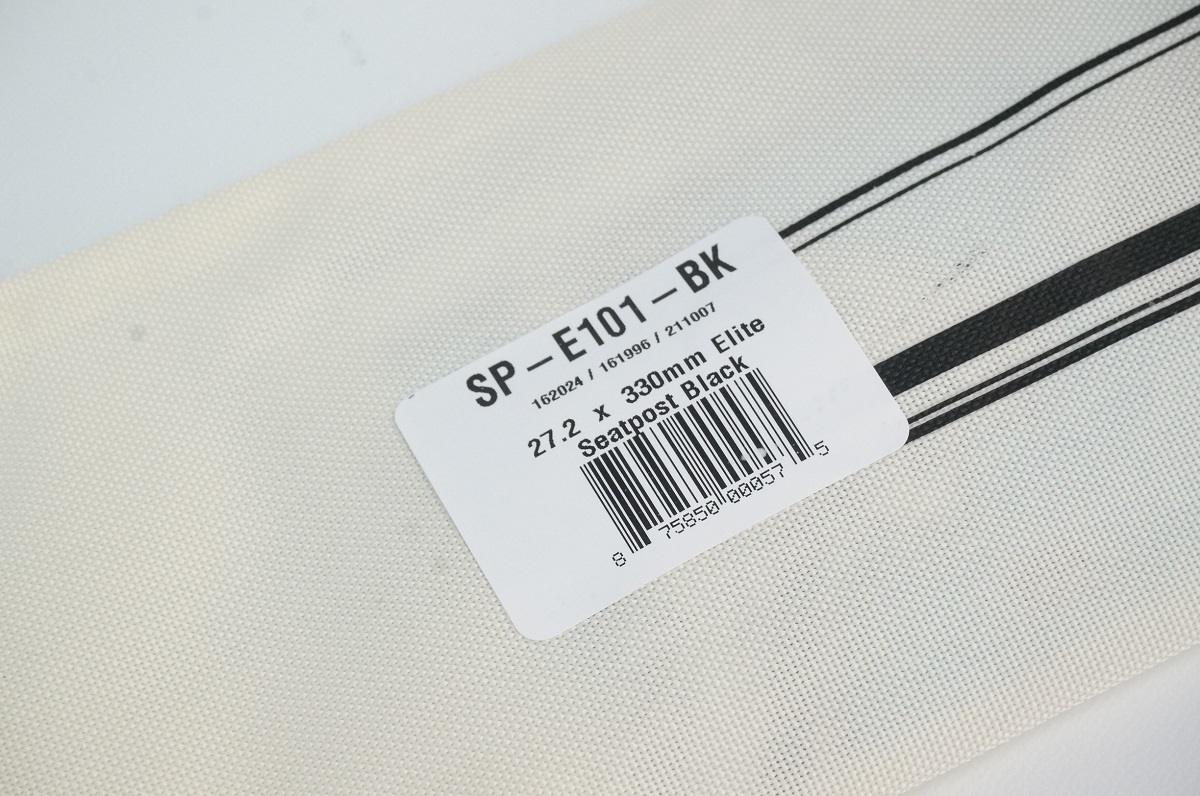 SP – E101 – BK
162024 / 161996 / 211007
27.2 x 330mm Elite
Seatpost Black
8 75850 00057 5